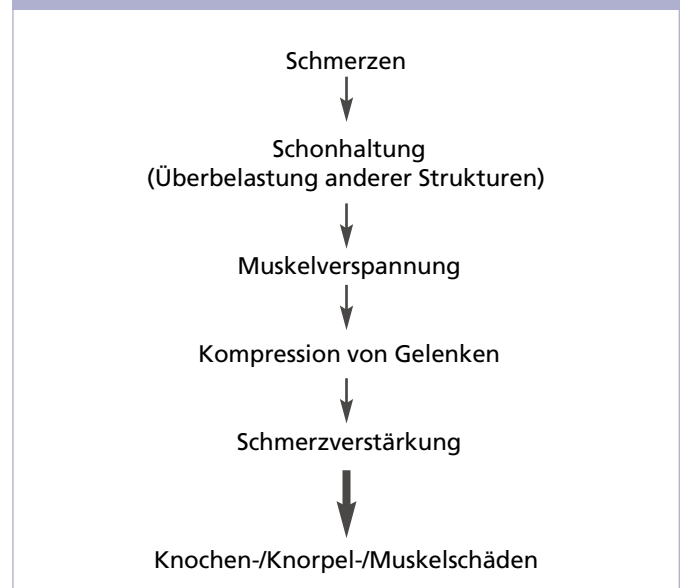 Schmerzen
Schonhaltung
(Überbelastung anderer Strukturen)
Muskelverspannung
Kompression von Gelenken
Schmerzverstärkung
Knochen-/Knorpel-/Muskelschäden